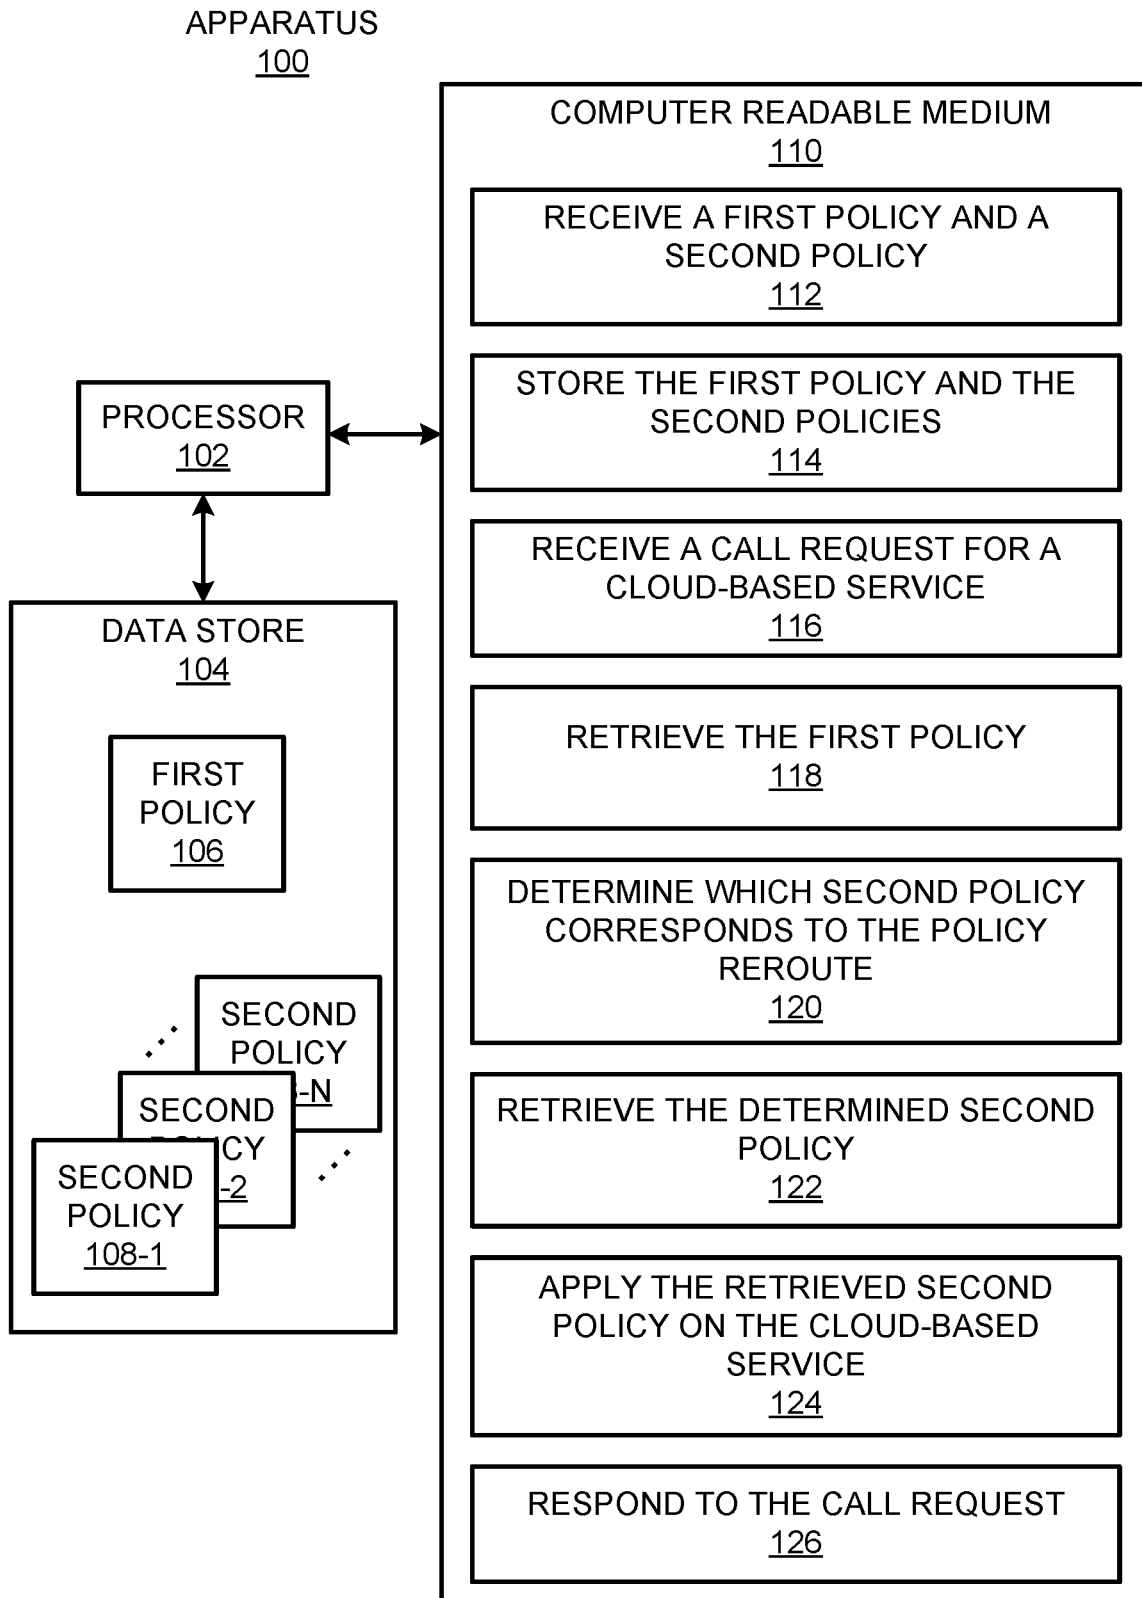 APPARATUS
100
COMPUTER READABLE MEDIUM
110
RECEIVE A FIRST POLICY AND A
SECOND POLICY
112
STORE THE FIRST POLICY AND THE
SECOND POLICIES
114
PROCESSOR
102
RECEIVE A CALL REQUEST FOR A
CLOUD-BASED SERVICE
116
DATA STORE
104
FIRST
POLICY
106
RETRIEVE THE FIRST POLICY
118
DETERMINE WHICH SECOND POLICY
CORRESPONDS TO THE POLICY
REROUTE
120
SECOND
POLICY
-N
SECOND
POLICY
-2
SECOND
POLICY
108-1
RETRIEVE THE DETERMINED SECOND
POLICY
122
APPLY THE RETRIEVED SECOND
POLICY ON THE CLOUD-BASED
SERVICE
124
RESPOND TO THE CALL REQUEST
126